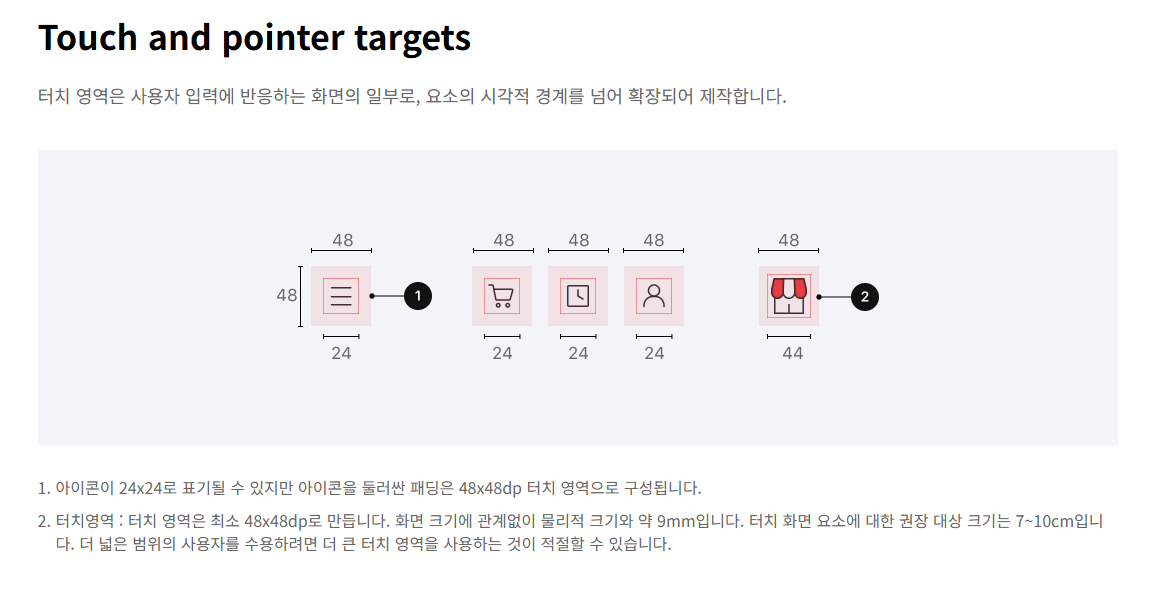 Touch and pointer targets
터치 영역은 사용자 입력에 반응하는 화면의 일부로, 요소의 시각적 경계를 넘어 확장되어 제작합니다.
48 48 48 48 48
48 1 2
24 24 24 24 44
1. 아이콘이 24x24로 표기될 수 있지만 아이콘을 둘러싼 패딩은 48x48dp 터치 영역으로 구성됩니다.
2. 터치영역 : 터치 영역은 최소 48x48dp로 만듭니다. 화면 크기에 관계없이 물리적 크기와 약 9mm입니다. 터치 화면 요소에 대한 권장 대상 크기는 7~10cm입니
다. 더 넓은 범위의 사용자를 수용하려면 더 큰 터치 영역을 사용하는 것이 적절할 수 있습니다.